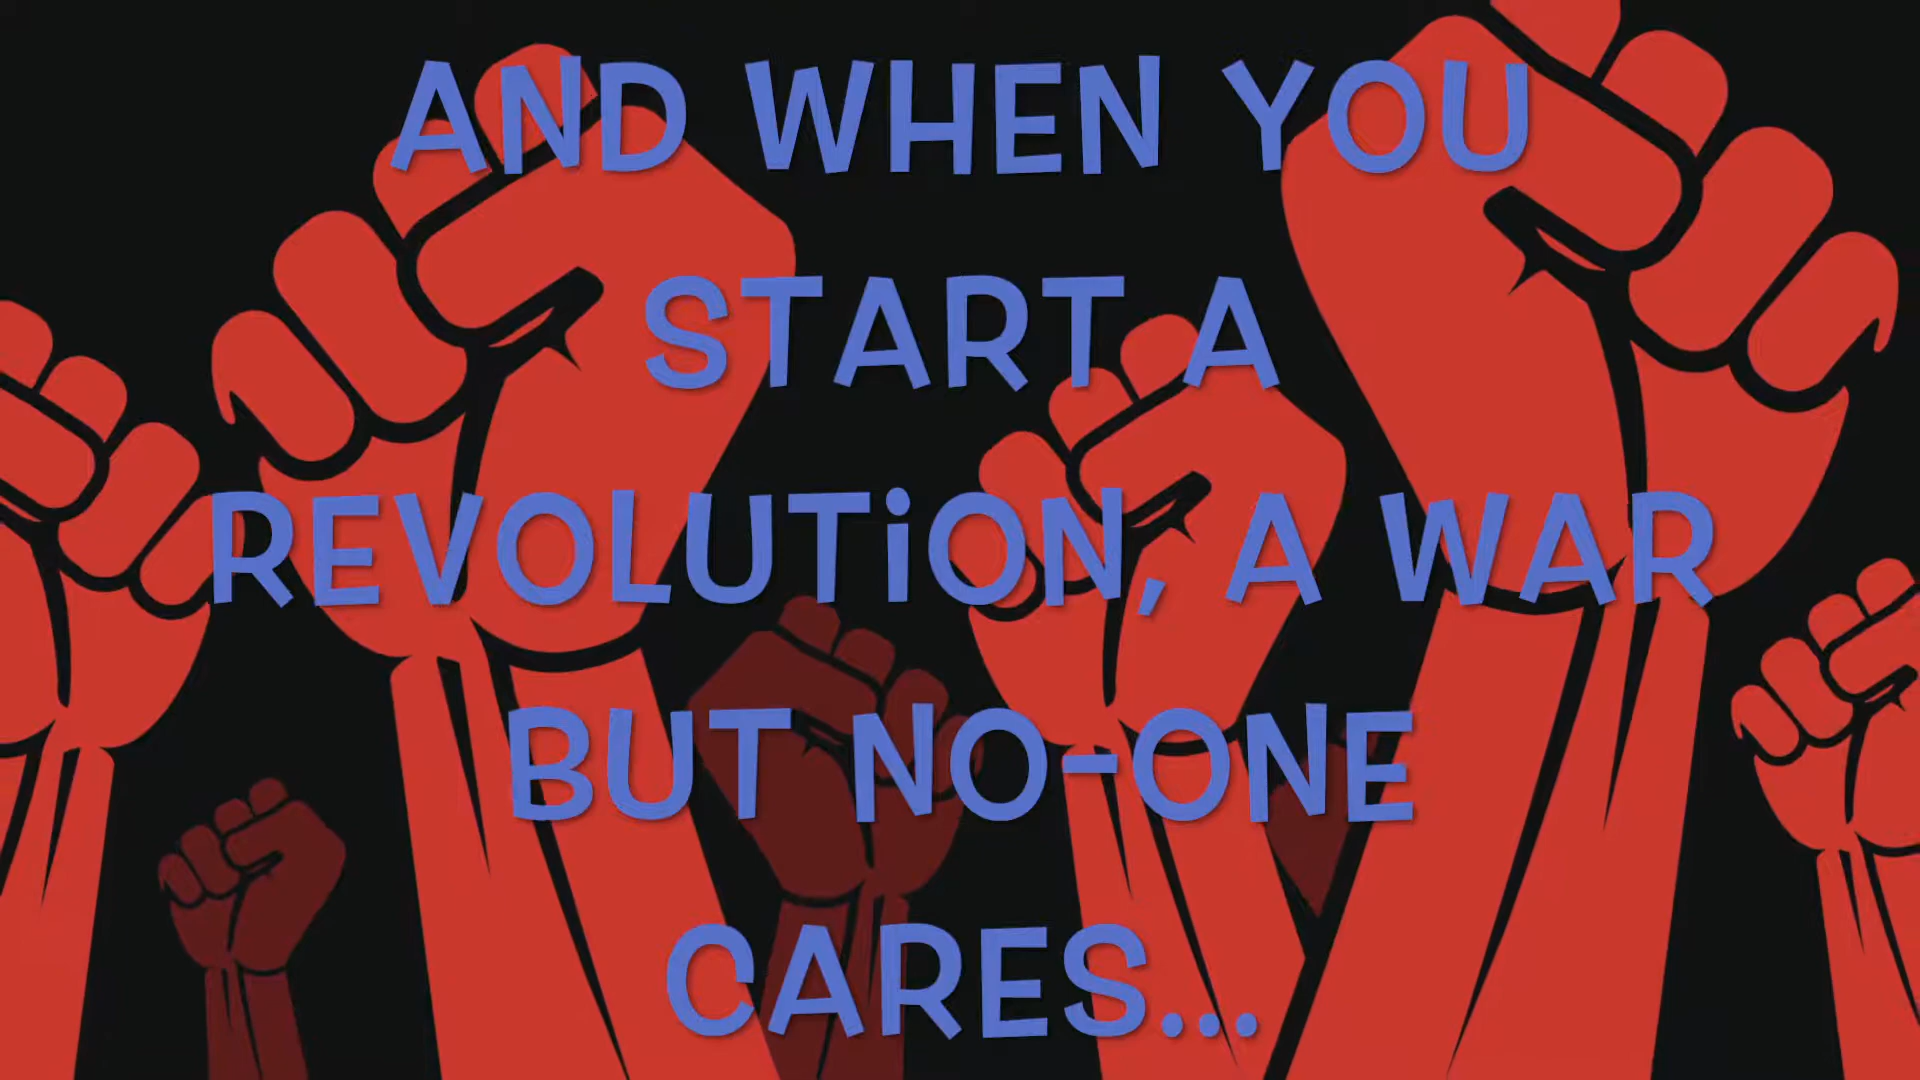 AND WHEN YOU
START A
REVOLUTiON, A WAR
BUT NO-ONE
CARES...